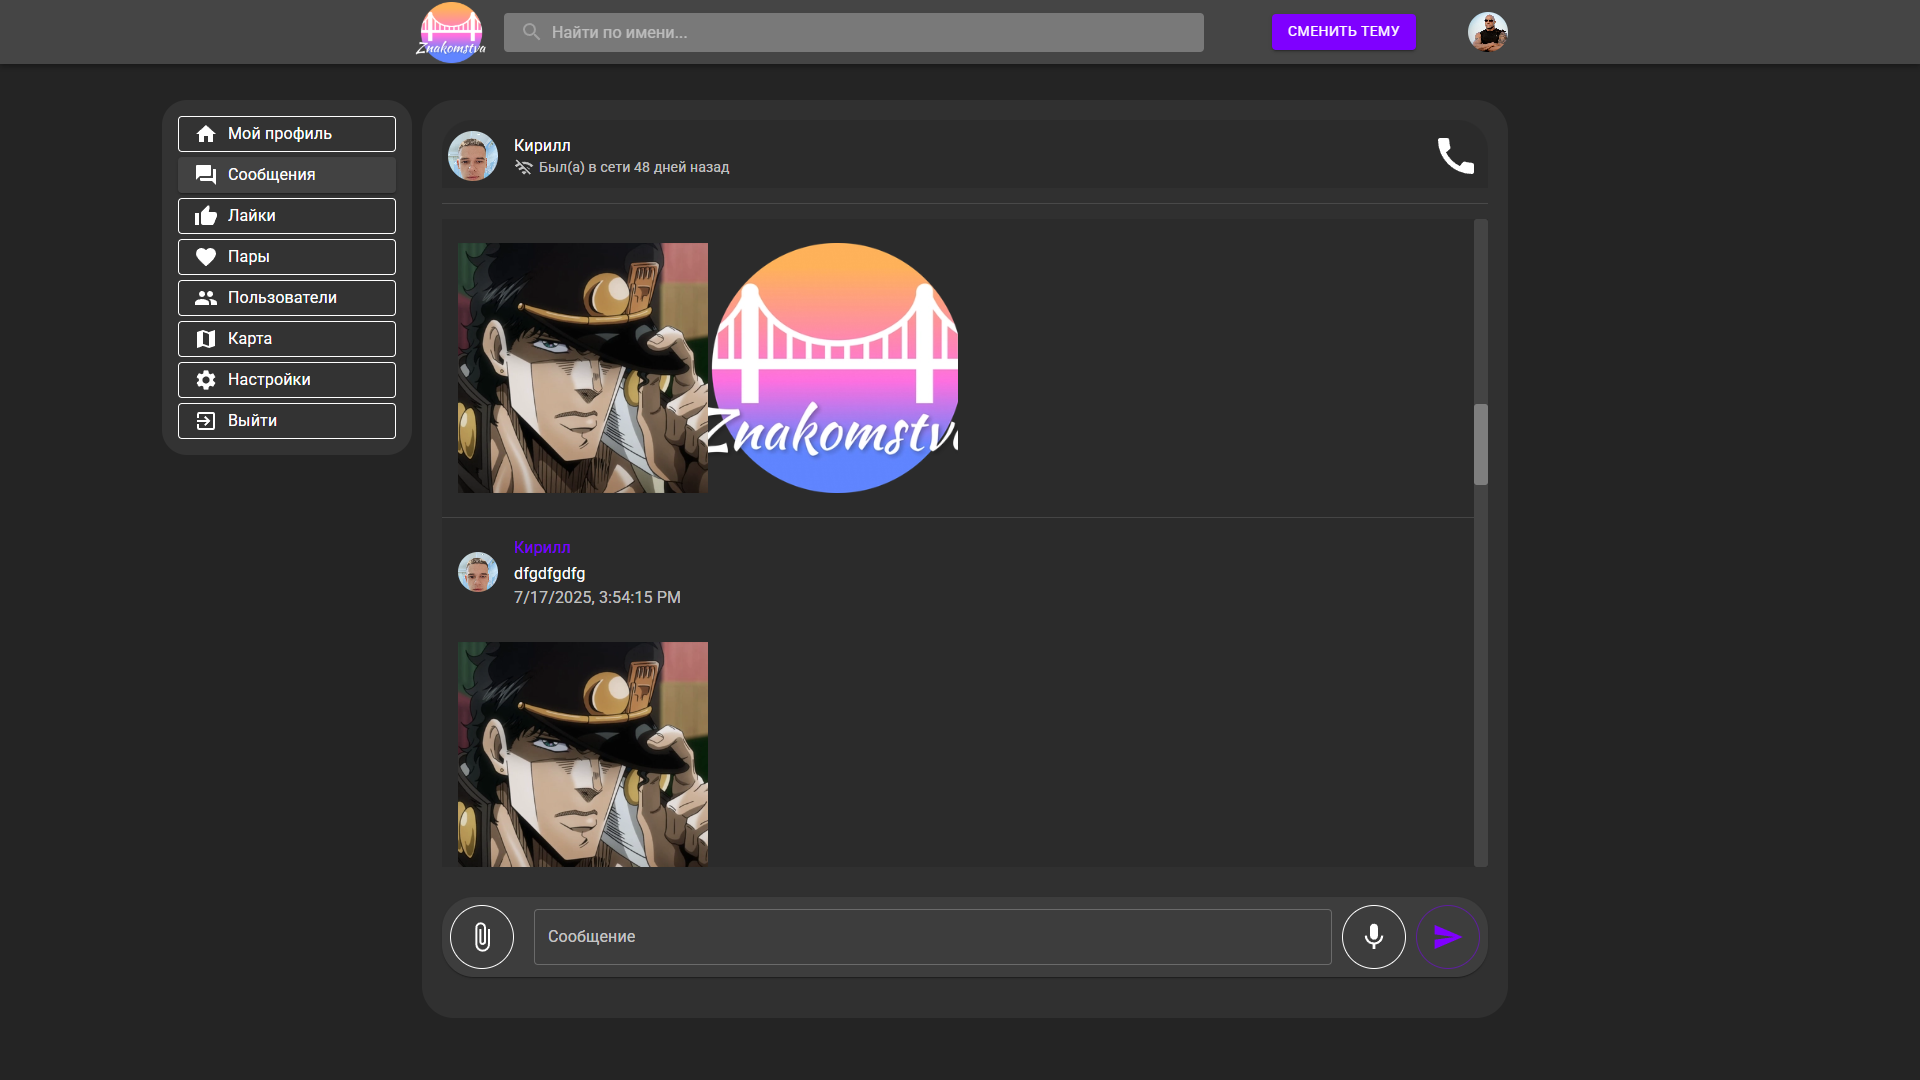 Znakomstva
Найти по имени...
СМЕНИТЬ ТЕМУ
Мой профиль
Сообщения
Лайки
Пары
Пользователи
Карта
Настройки
Выйти
Кирилл
Был(а) в сети 48 дней назад
Znakomstva
Кирилл
dfgdfgdfg
7/17/2025, 3:54:15 PM
Сообщение